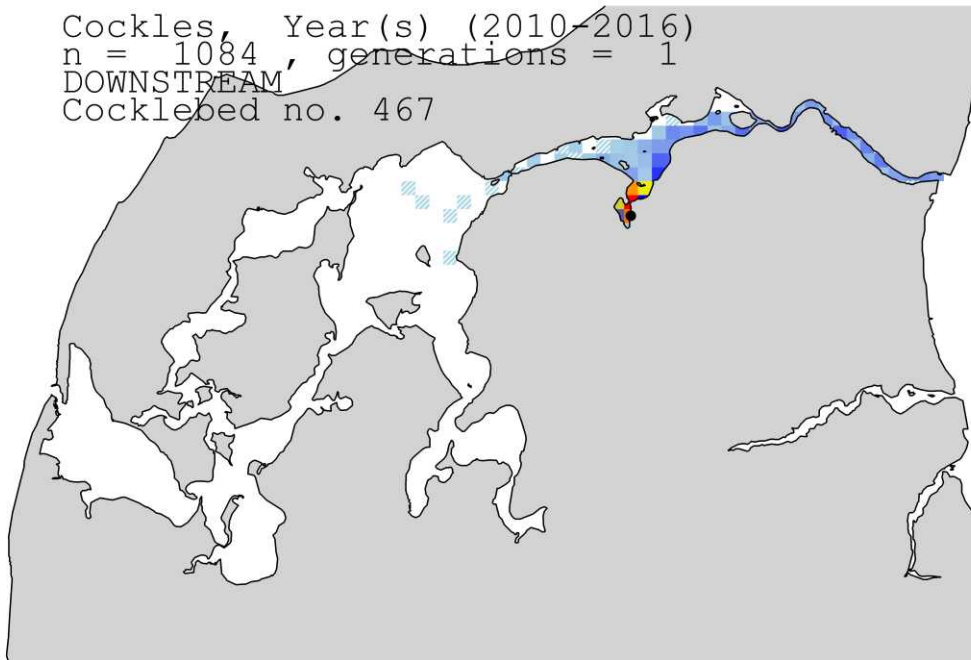 Cockles, Year(s) (2010-2016)
n = 1084 , generations = 1
DOWNSTREAM
Cocklebed no. 467